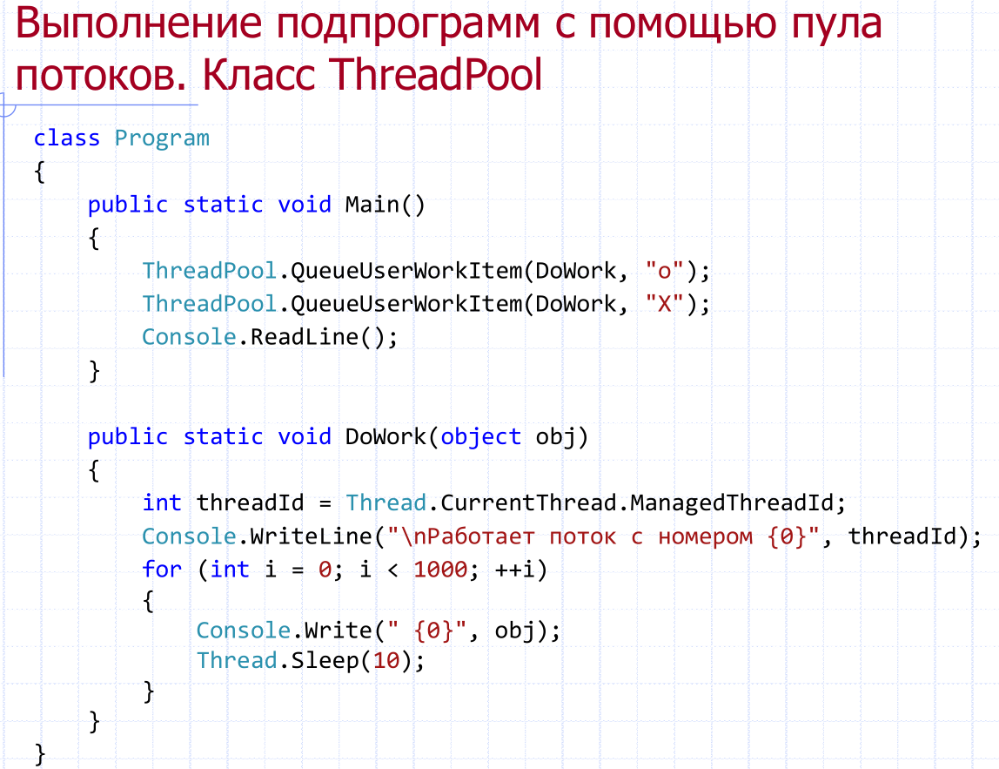 Выполнение подпрограмм с помощью пула
потоков. Класс ThreadPool
class Program
{
    public static void Main()
    {
        ThreadPool.QueueUserWorkItem(DoWork, "o");
        ThreadPool.QueueUserWorkItem(DoWork, "X");
        Console.ReadLine();
    }

    public static void DoWork(object obj)
    {
        int threadId = Thread.CurrentThread.ManagedThreadId;
        Console.WriteLine("\nРаботает поток с номером {0}", threadId);
        for (int i = 0; i < 1000; ++i)
        {
            Console.Write(" {0}", obj);
            Thread.Sleep(10);
        }
    }
}